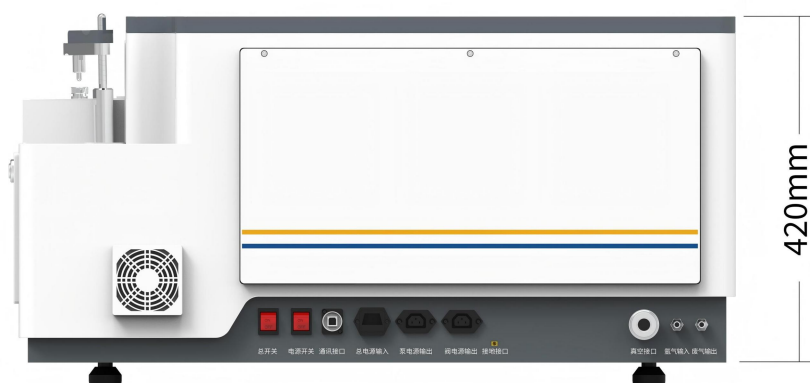 420mm
总开关 电源开关 通讯接口 总电源输入 泵电源输出 阀电源输出 接地接口 真空接口 氩气输入 废气输出